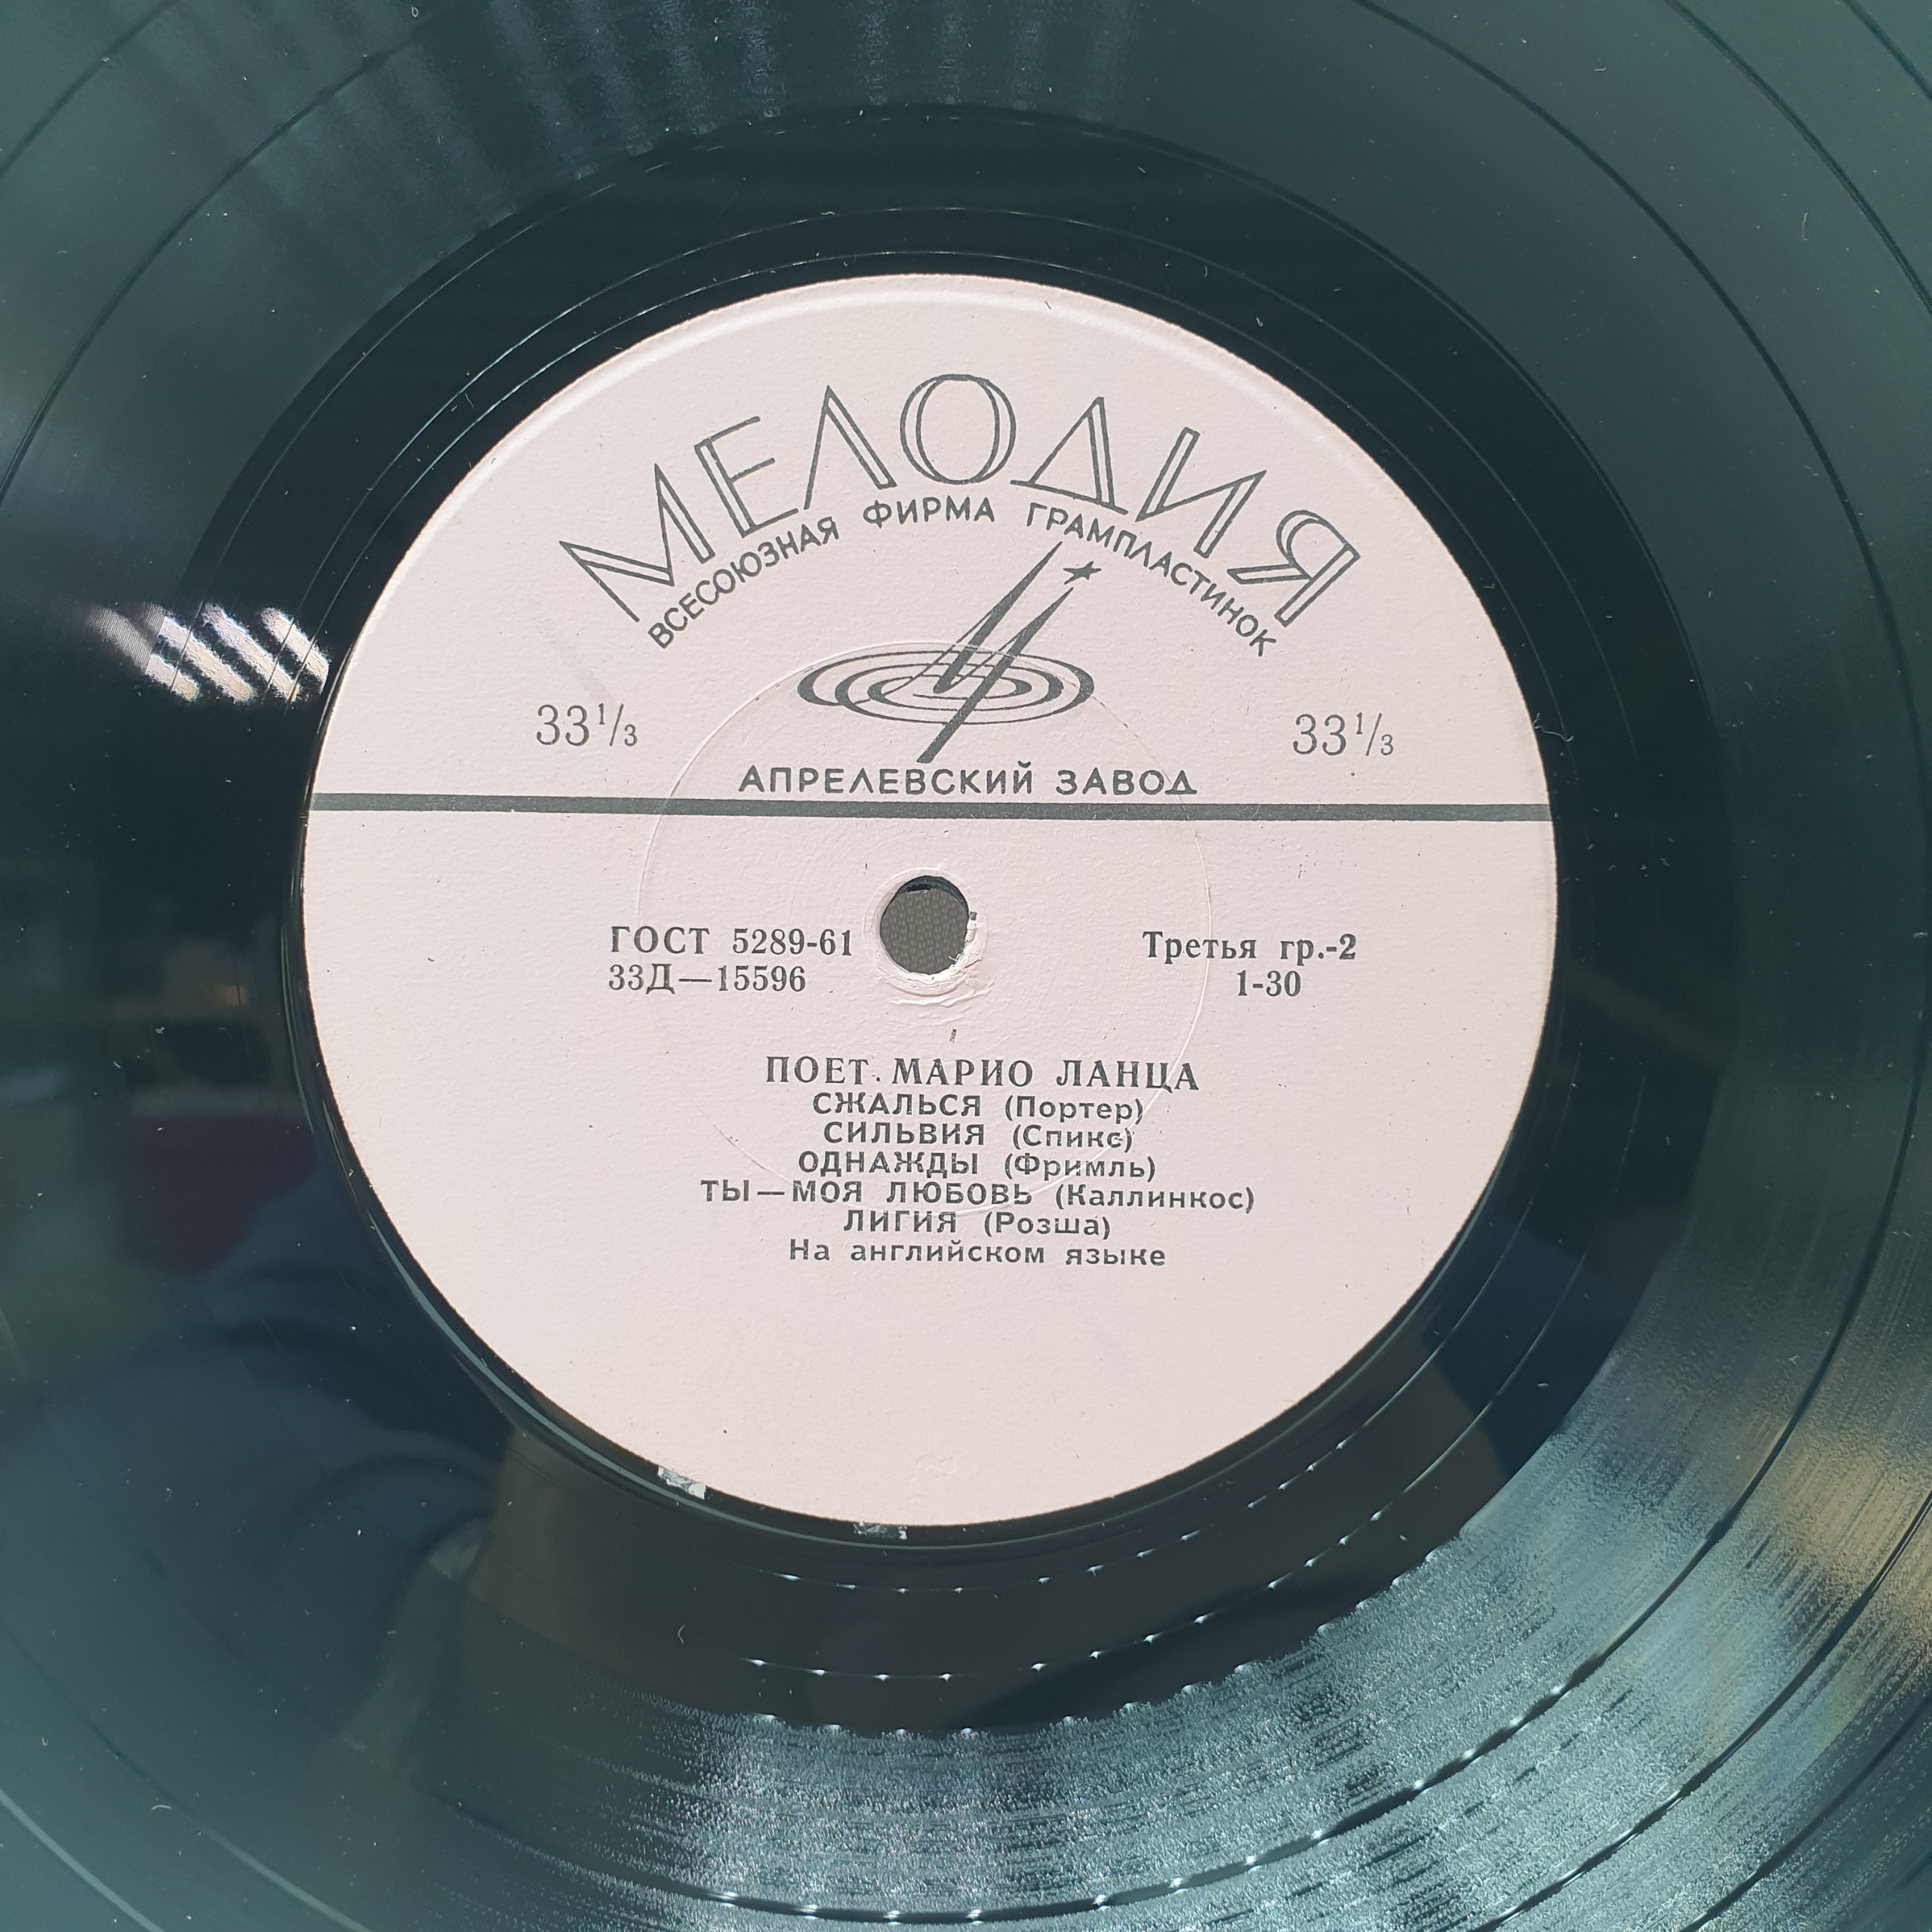 МЕЛОДИЯ
ВСЕСОЮЗНАЯ ФИРМА ГРАМПЛАСТИНОК
33⅓ 33⅓
АПРЕЛЕВСКИЙ ЗАВОД
ГОСТ 5289-61 Третья гр.-2
33Д—15596 1-30
ПОЕТ МАРИО ЛАНЦА
СЖАЛЬСЯ (Портер)
СИЛЬВИЯ (Спикс)
ОДНАЖДЫ (Фримль)
ТЫ—МОЯ ЛЮБОВЬ (Каллинкос)
ЛИГИЯ (Розша)
На английском языке